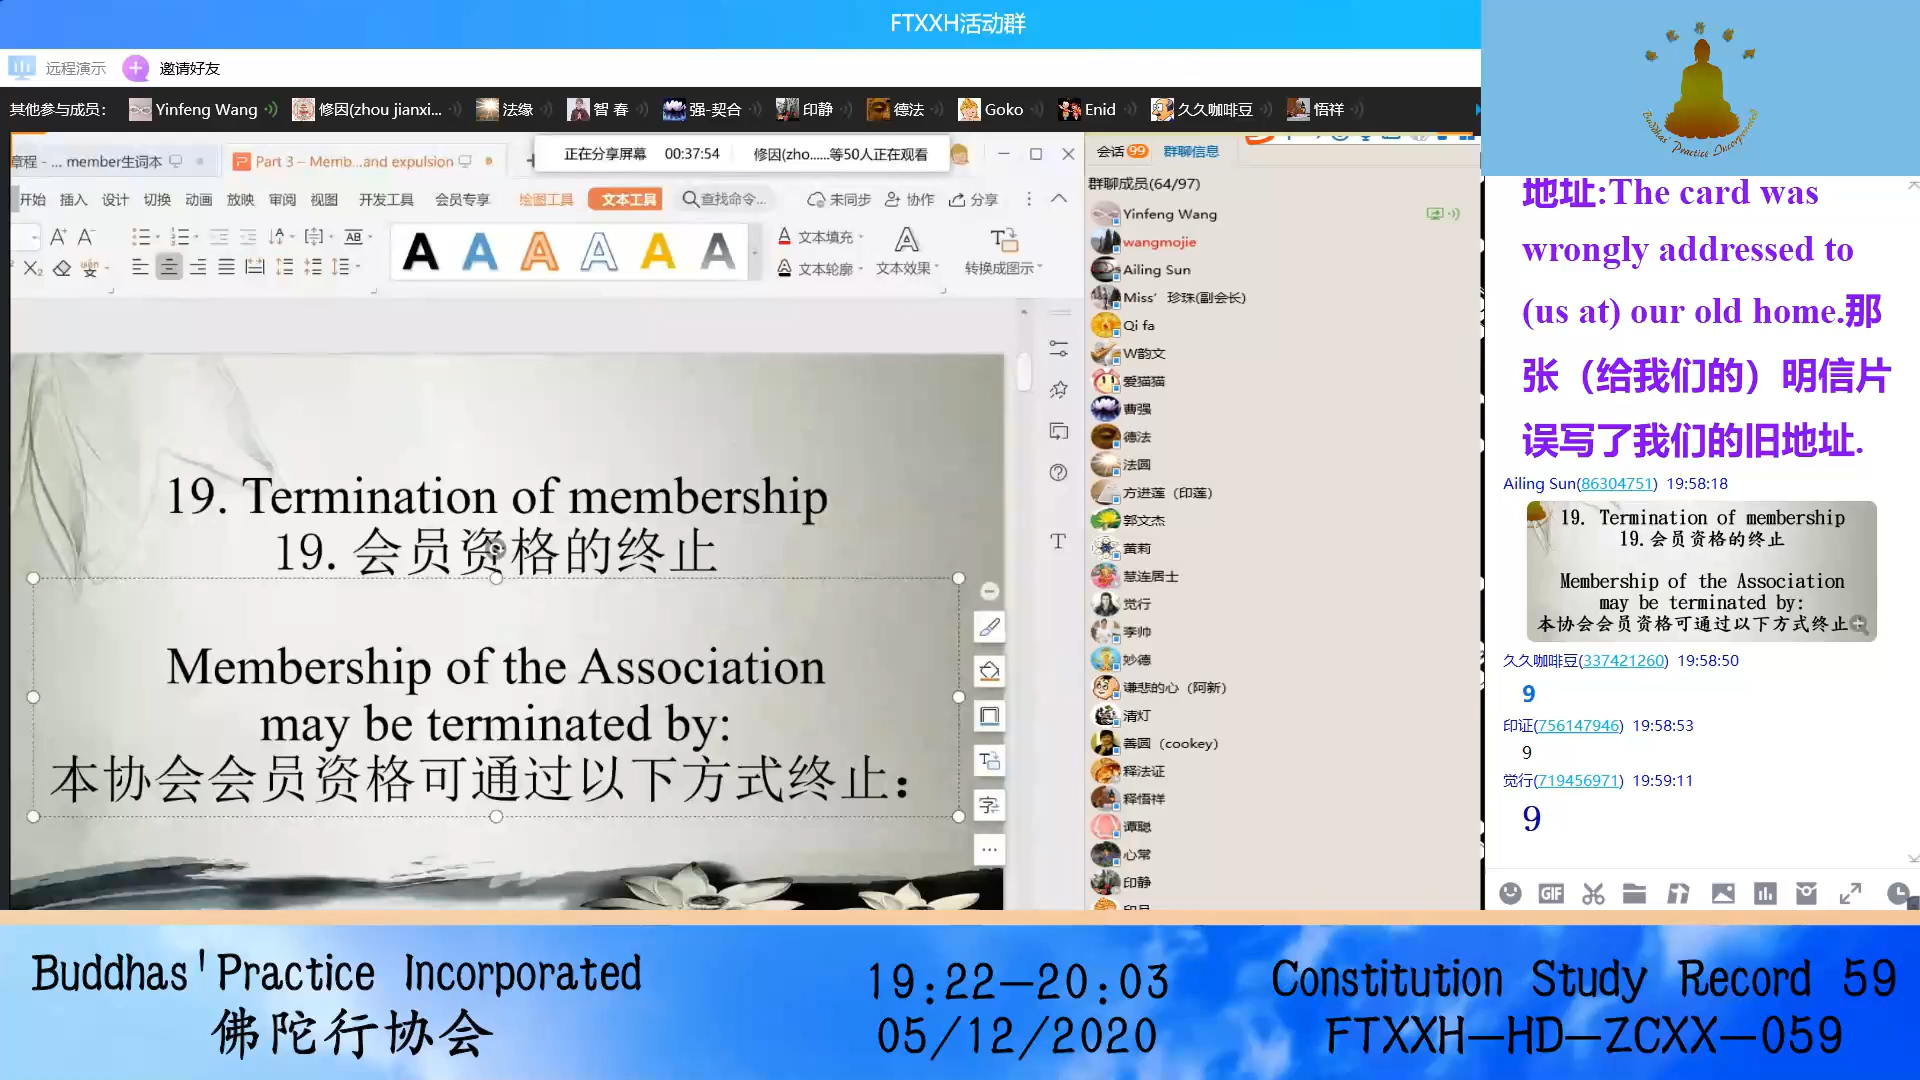 FTXXH活动群
远程演示
邀请好友
其他参与成员：
Yinfeng Wang
修因(zhou jianxi...
法缘
智 春
强-契合
印静
德法
Goko
Enid
久久咖啡豆
悟祥
章程 - ... member生词本
Part 3 – Memb...and expulsion
正在分享屏幕 00:37:54 修因(zho......等50人正在观看
开始 插入 设计 切换 动画 放映 审阅 视图 开发工具 会员专享 绘图工具 文本工具 查找命令... 未同步 协作 分享
文本填充
文本轮廓
文本效果
转换成图示
19. Termination of membership
19. 会员资格的终止
Membership of the Association
may be terminated by:
本协会会员资格可通过以下方式终止：
会话 99 群聊信息
群聊成员(64/97)
Yinfeng Wang
wangmojie
Ailing Sun
Miss’ 珍珠(副会长)
Qi fa
W韵文
爱猫猫
曹强
德法
法圆
方进莲（印莲）
郭文杰
黄莉
慧连居士
觉行
李帅
妙德
谦悲的心（阿新）
清灯
善圆（cookey）
释法证
释悟祥
谭聪
心常
印静
地址:The card was
wrongly addressed to
(us at) our old home.那
张（给我们的）明信片
误写了我们的旧地址.
Ailing Sun(86304751) 19:58:18
19. Termination of membership
19.会员资格的终止
Membership of the Association
may be terminated by:
本协会会员资格可通过以下方式终止
久久咖啡豆(337421260) 19:58:50
9
印证(756147946) 19:58:53
9
觉行(719456971) 19:59:11
9
GIF
Buddhas' Practice Incorporated
Buddhas'Practice Incorporated
佛陀行协会
19:22—20:03
05/12/2020
Constitution Study Record 59
FTXXH—HD—ZCXX—059